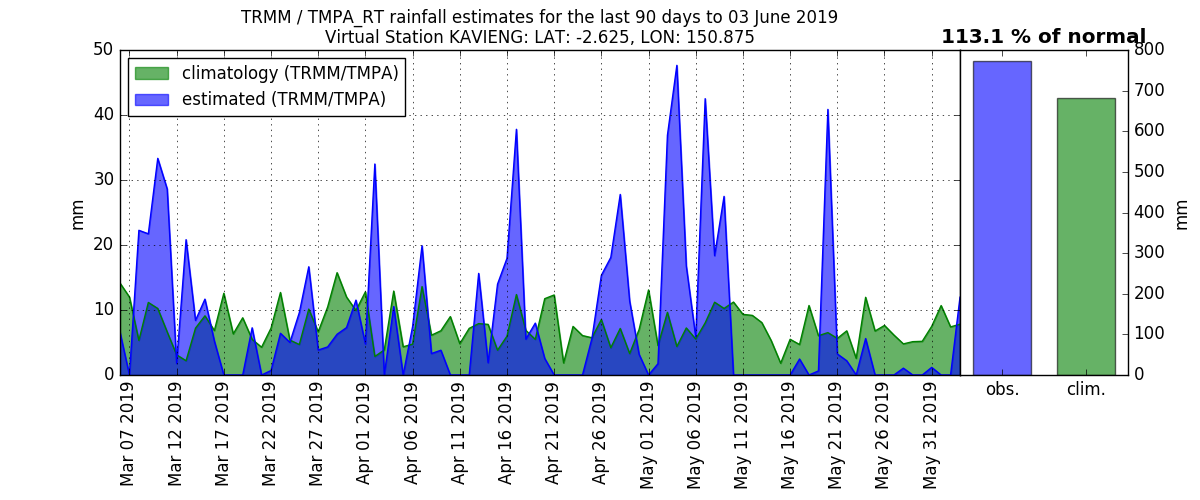 TRMM / TMPA_RT rainfall estimates for the last 90 days to 03 June 2019
Virtual Station KAVIENG: LAT: -2.625, LON: 150.875
113.1 % of normal
climatology (TRMM/TMPA)
estimated (TRMM/TMPA)
50
40
30
20
10
0
mm
800
700
600
500
400
300
200
100
0
mm
obs.
clim.
Mar 07 2019
Mar 12 2019
Mar 17 2019
Mar 22 2019
Mar 27 2019
Apr 01 2019
Apr 06 2019
Apr 11 2019
Apr 16 2019
Apr 21 2019
Apr 26 2019
May 01 2019
May 06 2019
May 11 2019
May 16 2019
May 21 2019
May 26 2019
May 31 2019